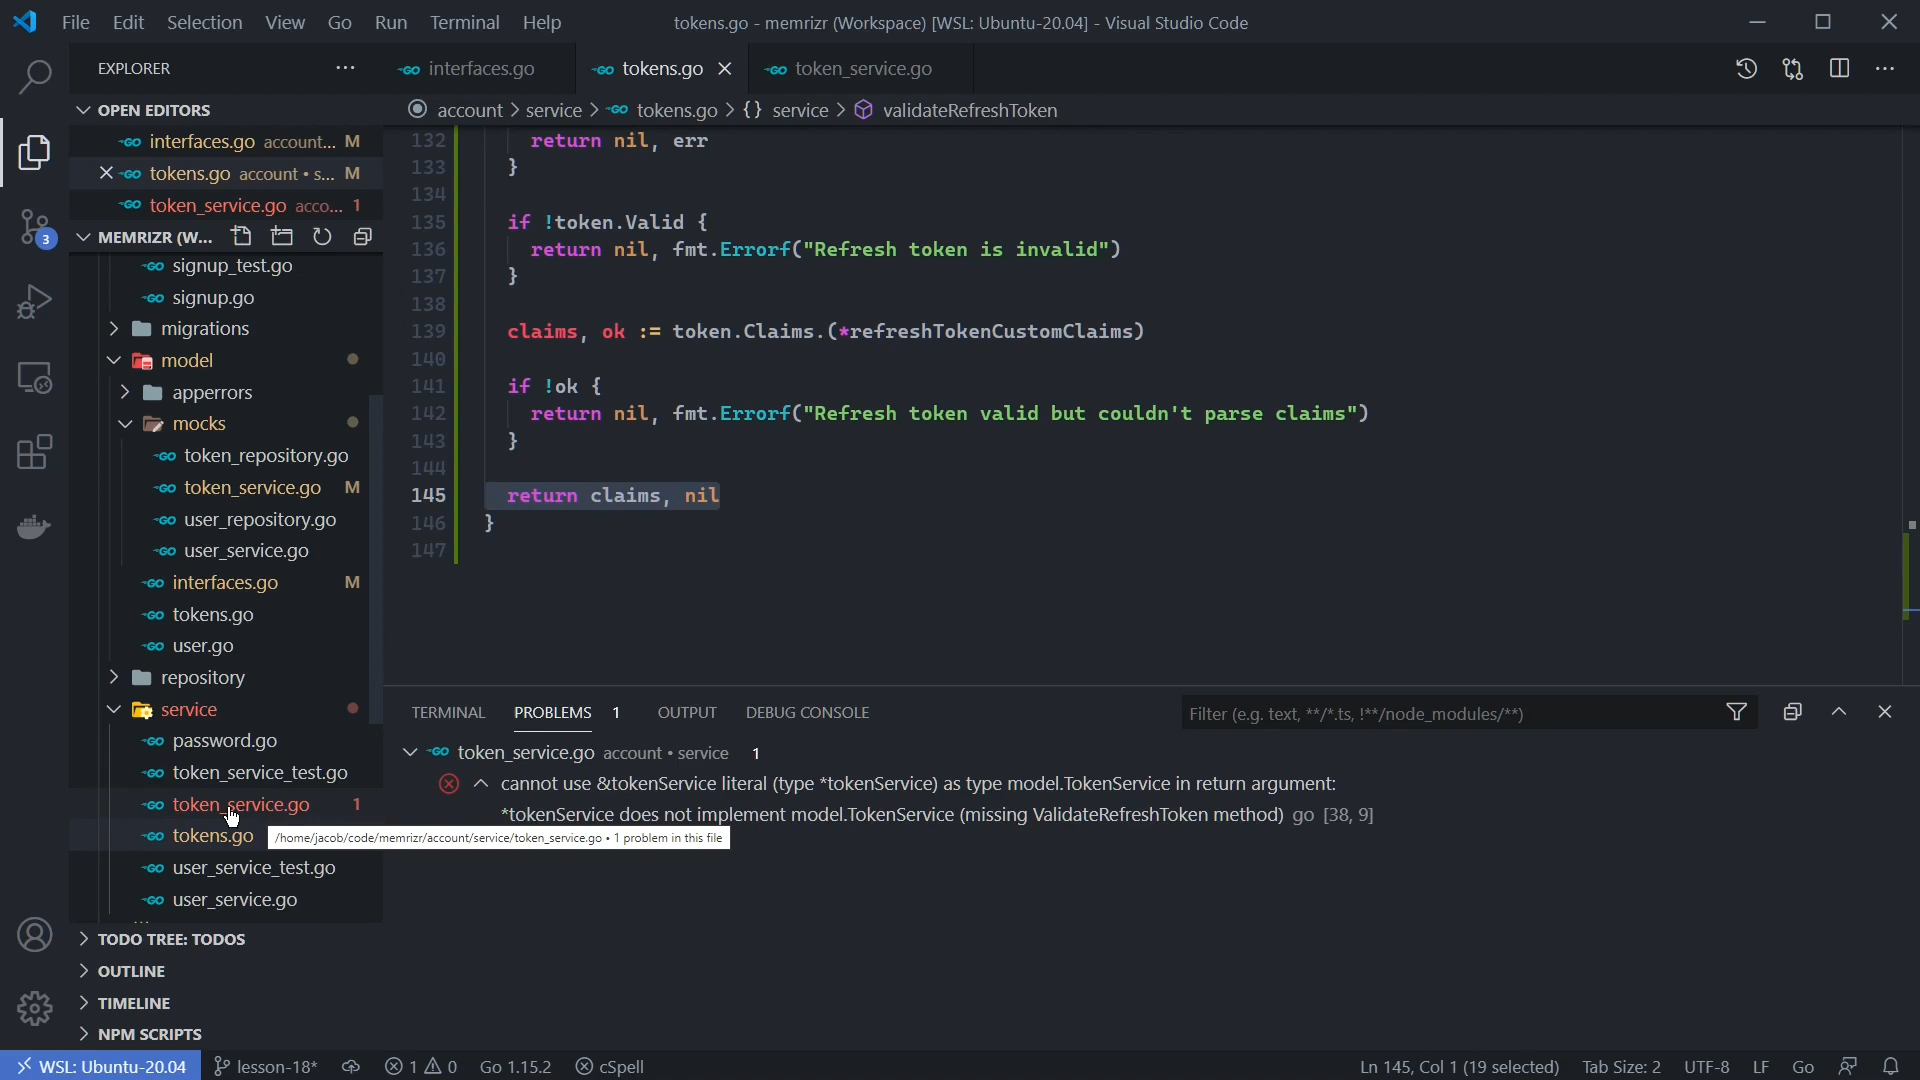 File Edit Selection View Go Run Terminal Help
tokens.go - memrizr (Workspace) [WSL: Ubuntu-20.04] - Visual Studio Code
EXPLORER
interfaces.go
tokens.go
token_service.go
OPEN EDITORS
account > service > tokens.go > {} service > validateRefreshToken
interfaces.go account... M
tokens.go account • s... M
token_service.go acco... 1
3
MEMRIZR (W...
signup_test.go
signup.go
migrations
model
apperrors
mocks
token_repository.go
token_service.go M
user_repository.go
user_service.go
interfaces.go M
tokens.go
user.go
repository
service
password.go
token_service_test.go
token_service.go 1
tokens.go
user_service_test.go
user_service.go
TODO TREE: TODOS
OUTLINE
TIMELINE
NPM SCRIPTS
132 return nil, err
133 }
134
135 if !token.Valid {
136 return nil, fmt.Errorf("Refresh token is invalid")
137 }
138
139 claims, ok := token.Claims.(*refreshTokenCustomClaims)
140
141 if !ok {
142 return nil, fmt.Errorf("Refresh token valid but couldn't parse claims")
143 }
144
145 return claims, nil
146 }
147
TERMINAL PROBLEMS 1 OUTPUT DEBUG CONSOLE
Filter (e.g. text, **/*.ts, !**/node_modules/**)
token_service.go account • service 1
cannot use &tokenService literal (type *tokenService) as type model.TokenService in return argument:
*tokenService does not implement model.TokenService (missing ValidateRefreshToken method) go [38, 9]
/home/jacob/code/memrizr/account/service/token_service.go • 1 problem in this file
WSL: Ubuntu-20.04 lesson-18* 1 0 Go 1.15.2 cSpell
Ln 145, Col 1 (19 selected) Tab Size: 2 UTF-8 LF Go